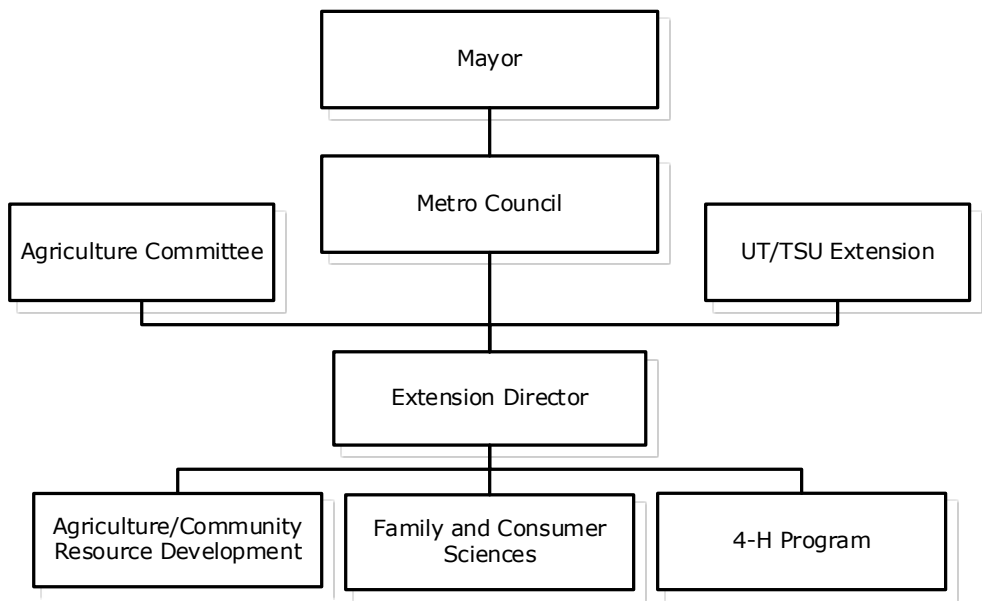 Mayor
Metro Council
Agriculture Committee
UT/TSU Extension
Extension Director
Agriculture/Community
Resource Development
Family and Consumer
Sciences
4-H Program